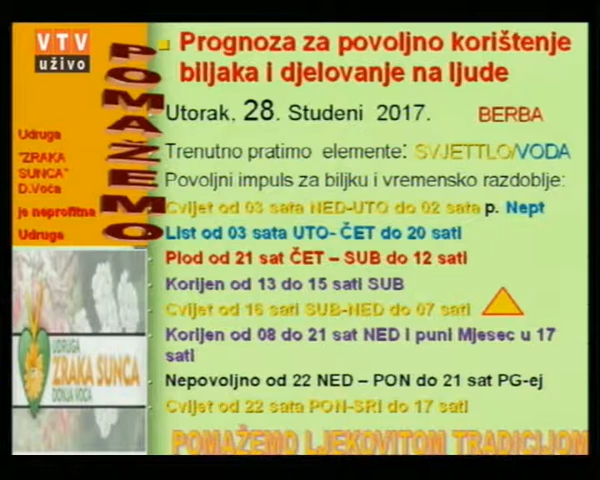 VTV
uživo
POMAŽEMO
Udruga
"ZRAKA
SUNCA"
D.Voća
je neprofitna
Udruga
UDRUGA
ZRAKA SUNCA
DONJA VOĆA
Prognoza za povoljno korištenje
biljaka i djelovanje na ljude
Utorak, 28. Studeni 2017. BERBA
Trenutno pratimo elemente: SVJETTLO/VODA
Povoljni impuls za biljku i vremensko razdoblje:
Cvijet od 03 sata NED-UTO do 02 sata p. Nept
List od 03 sata UTO- ČET do 20 sati
Plod od 21 sat ČET – SUB do 12 sati
Korijen od 13 do 15 sati SUB
Cvijet od 16 sati SUB-NED do 07 sati
Korijen od 08 do 21 sat NED i puni Mjesec u 17
sati
Nepovoljno od 22 NED – PON do 21 sat PG-ej
Cvijet od 22 sata PON-SRI do 17 sati
POMAŽEMO LJEKOVITOM TRADICIJOM